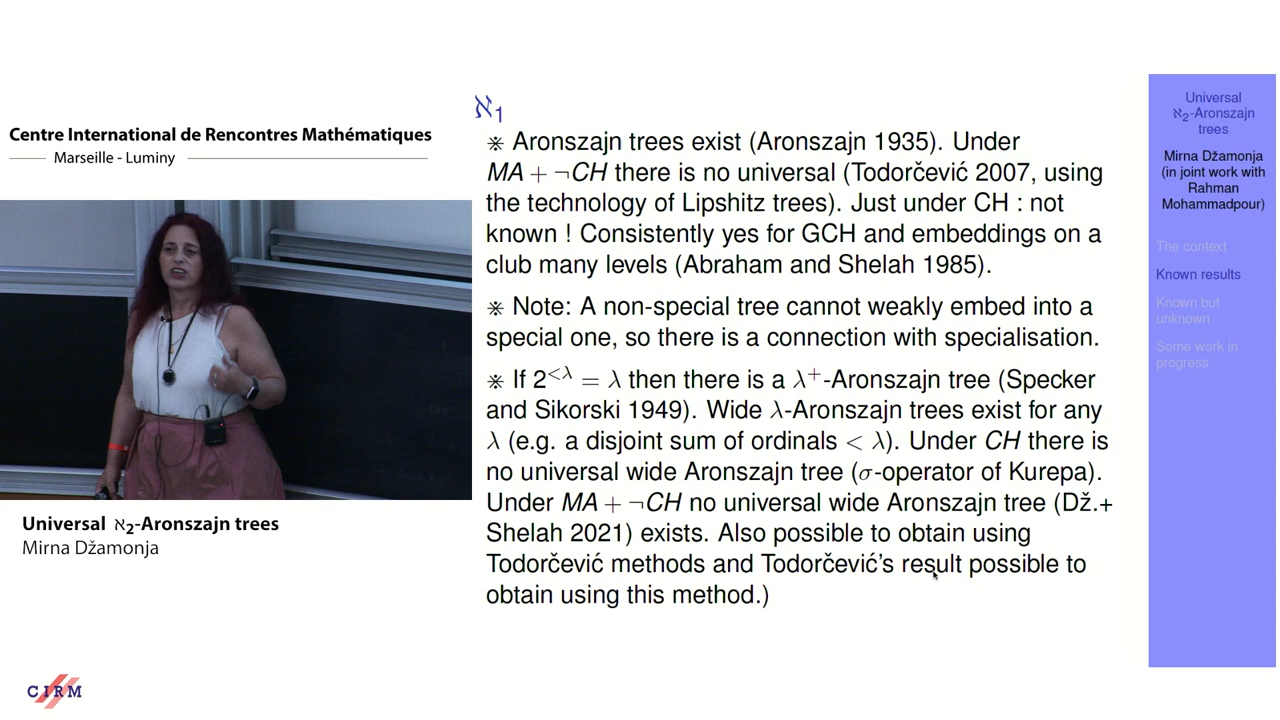 Centre International de Rencontres Mathématiques
Marseille - Luminy
Universal ℵ₂-Aronszajn trees
Mirna Džamonja
CIRM
ℵ₁
⁕ Aronszajn trees exist (Aronszajn 1935). Under
MA + ¬CH there is no universal (Todorčević 2007, using
the technology of Lipshitz trees). Just under CH : not
known ! Consistently yes for GCH and embeddings on a
club many levels (Abraham and Shelah 1985).
⁕ Note: A non-special tree cannot weakly embed into a
special one, so there is a connection with specialisation.
⁕ If 2^{<λ} = λ then there is a λ⁺-Aronszajn tree (Specker
and Sikorski 1949). Wide λ-Aronszajn trees exist for any
λ (e.g. a disjoint sum of ordinals < λ). Under CH there is
no universal wide Aronszajn tree (σ-operator of Kurepa).
Under MA + ¬CH no universal wide Aronszajn tree (Dž.+
Shelah 2021) exists. Also possible to obtain using
Todorčević methods and Todorčević's result possible to
obtain using this method.)
Universal
ℵ₂-Aronszajn
trees
Mirna Džamonja
(in joint work with
Rahman
Mohammadpour)
The context
Known results
Known but
unknown
Some work in
progress